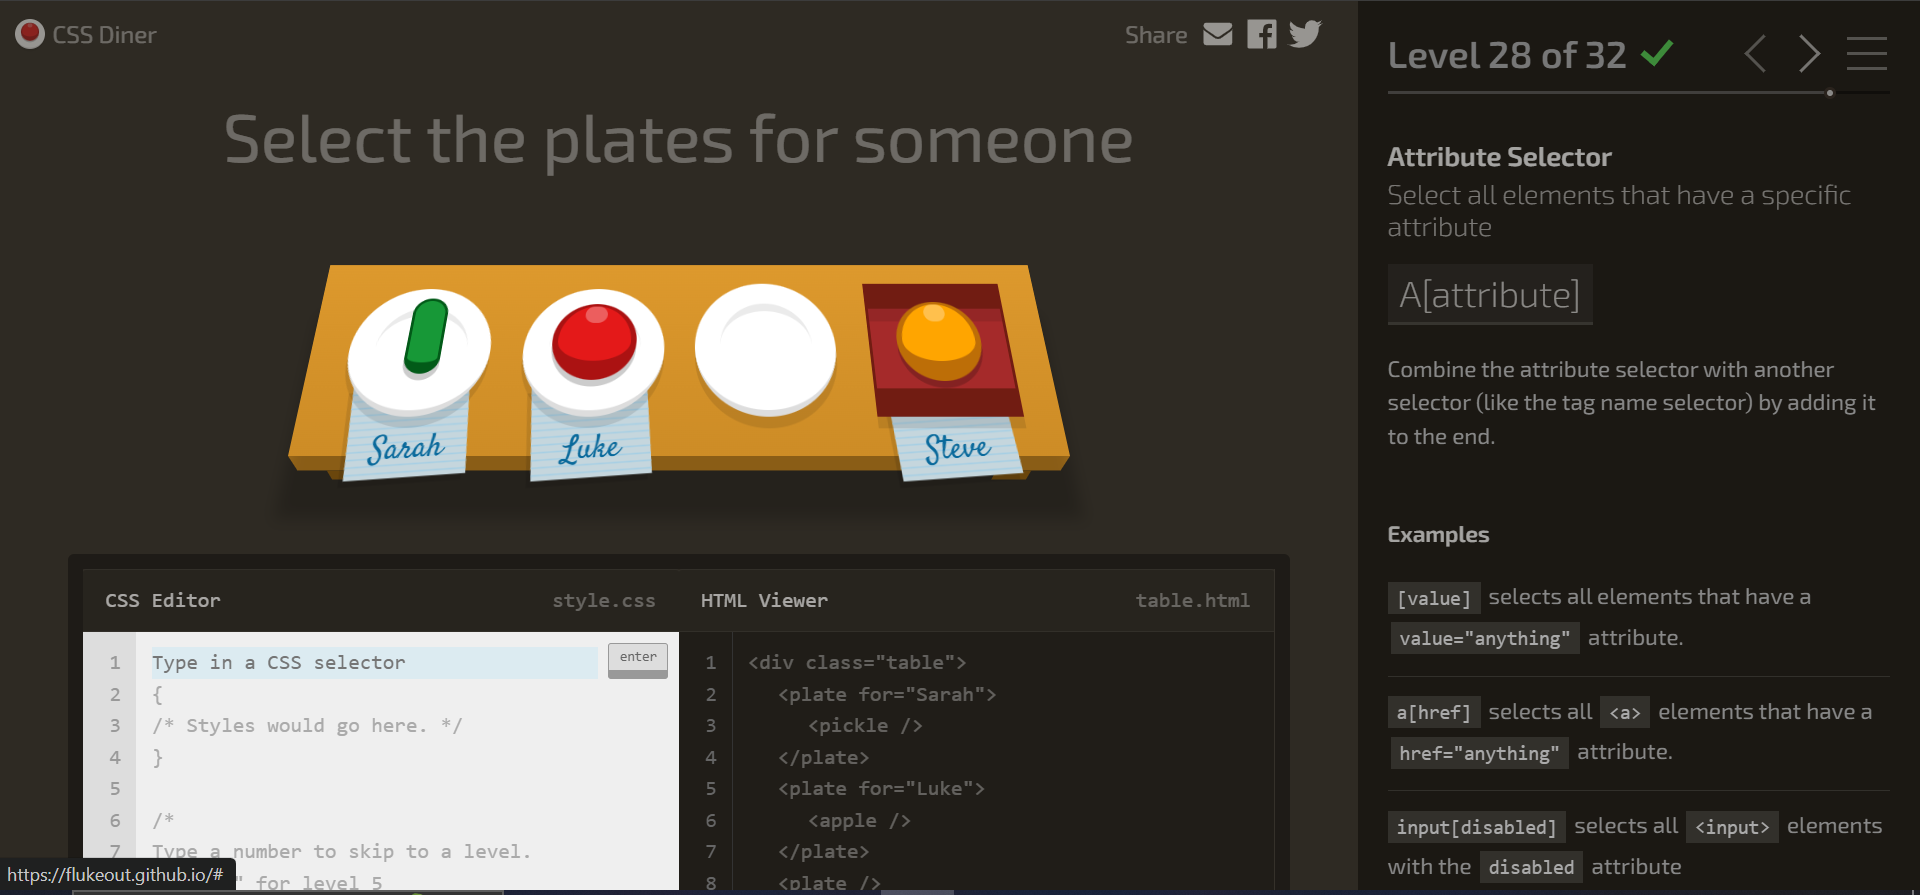 CSS Diner
Share
Select the plates for someone
Sarah
Luke
Steve
CSS Editor
style.css
1
Type in a CSS selector
enter
2
{
3
/* Styles would go here. */
4
}
5
6
/*
7
Type a number to skip to a level.
" for level 5
HTML Viewer
table.html
1
<div class="table">
2
<plate for="Sarah">
3
<pickle />
4
</plate>
5
<plate for="Luke">
6
<apple />
7
</plate>
8
<plate />
https://flukeout.github.io/#
Level 28 of 32
Attribute Selector
Select all elements that have a specific
attribute
A[attribute]
Combine the attribute selector with another
selector (like the tag name selector) by adding it
to the end.
Examples
[value] selects all elements that have a
value="anything" attribute.
a[href] selects all <a> elements that have a
href="anything" attribute.
input[disabled] selects all <input> elements
with the disabled attribute